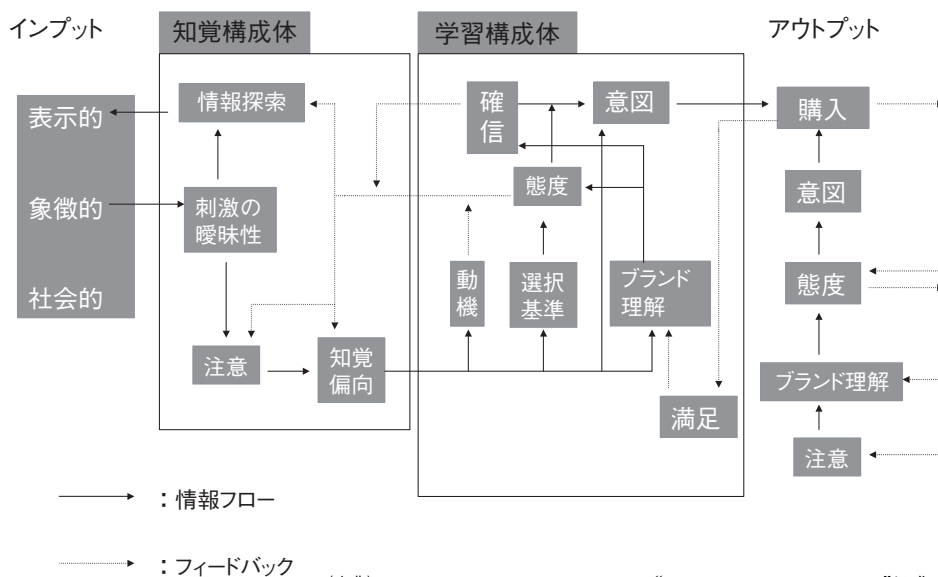 インプット
知覚構成体
学習構成体
アウトプット
表示的
象徴的
社会的
情報探索
刺激の
曖昧性
注意
知覚
偏向
確
信
意図
態度
動
機
選択
基準
ブランド
理解
満足
購入
意図
態度
ブランド理解
注意
：情報フロー
：フィードバック